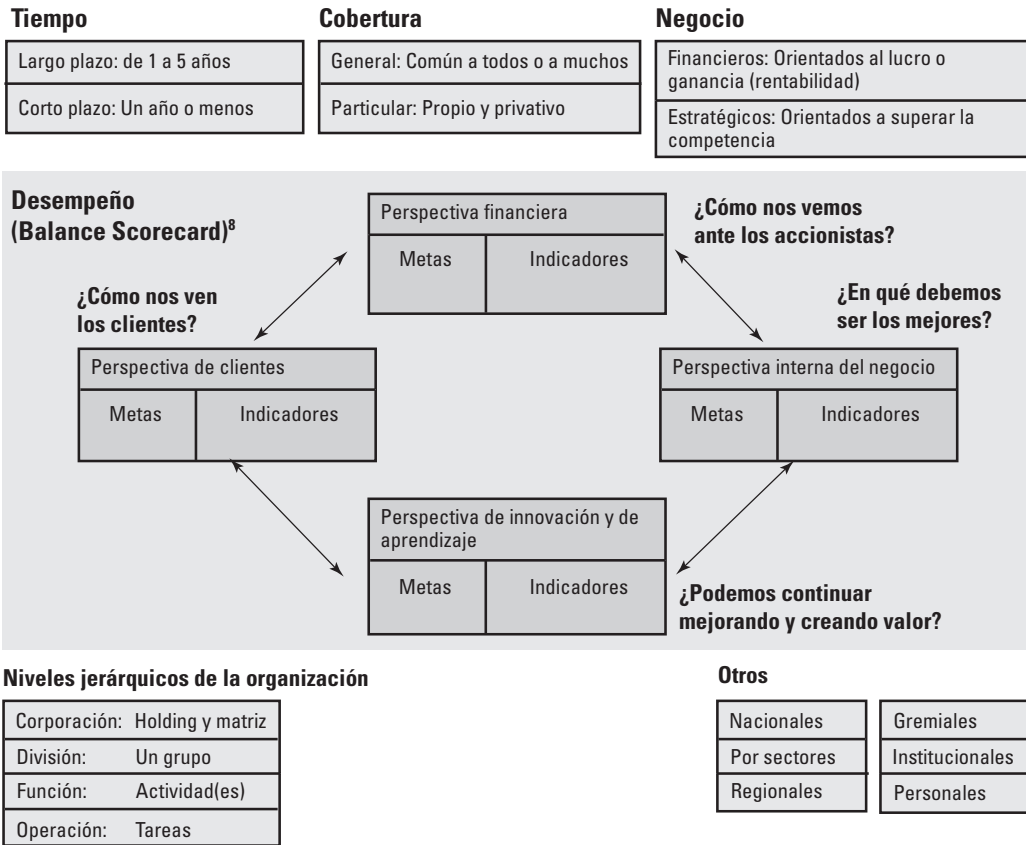 Tiempo
Largo plazo: de 1 a 5 años
Corto plazo: Un año o menos
Cobertura
General: Común a todos o a muchos
Particular: Propio y privativo
Negocio
Financieros: Orientados al lucro o
ganancia (rentabilidad)
Estratégicos: Orientados a superar la
competencia
Desempeño
(Balance Scorecard)8
Perspectiva financiera
Metas Indicadores
¿Cómo nos vemos
ante los accionistas?
¿Cómo nos ven
los clientes?
¿En qué debemos
ser los mejores?
Perspectiva de clientes
Metas Indicadores
Perspectiva interna del negocio
Metas Indicadores
Perspectiva de innovación y de
aprendizaje
Metas Indicadores
¿Podemos continuar
mejorando y creando valor?
Niveles jerárquicos de la organización
Corporación: Holding y matriz
División: Un grupo
Función: Actividad(es)
Operación: Tareas
Otros
Nacionales
Por sectores
Regionales
Gremiales
Institucionales
Personales